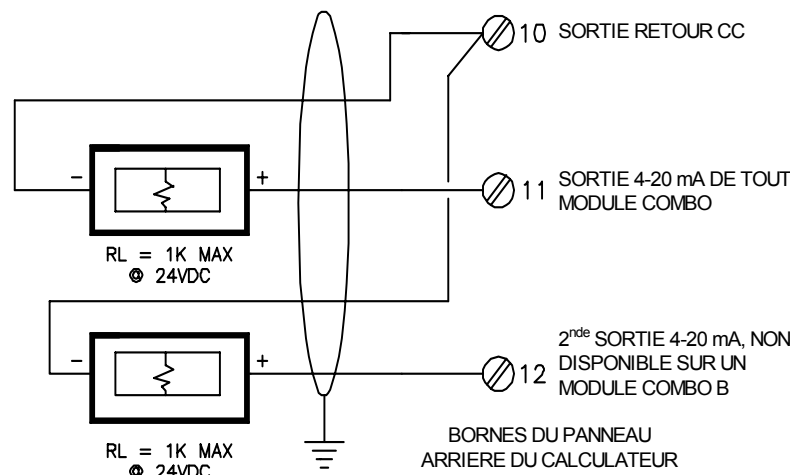 10 SORTIE RETOUR CC
- +
11 SORTIE 4-20 mA DE TOUT
MODULE COMBO
RL = 1K MAX
@ 24VDC
- +
12 2nde SORTIE 4-20 mA, NON
DISPONIBLE SUR UN
MODULE COMBO B
RL = 1K MAX
@ 24VDC
BORNES DU PANNEAU
ARRIERE DU CALCULATEUR